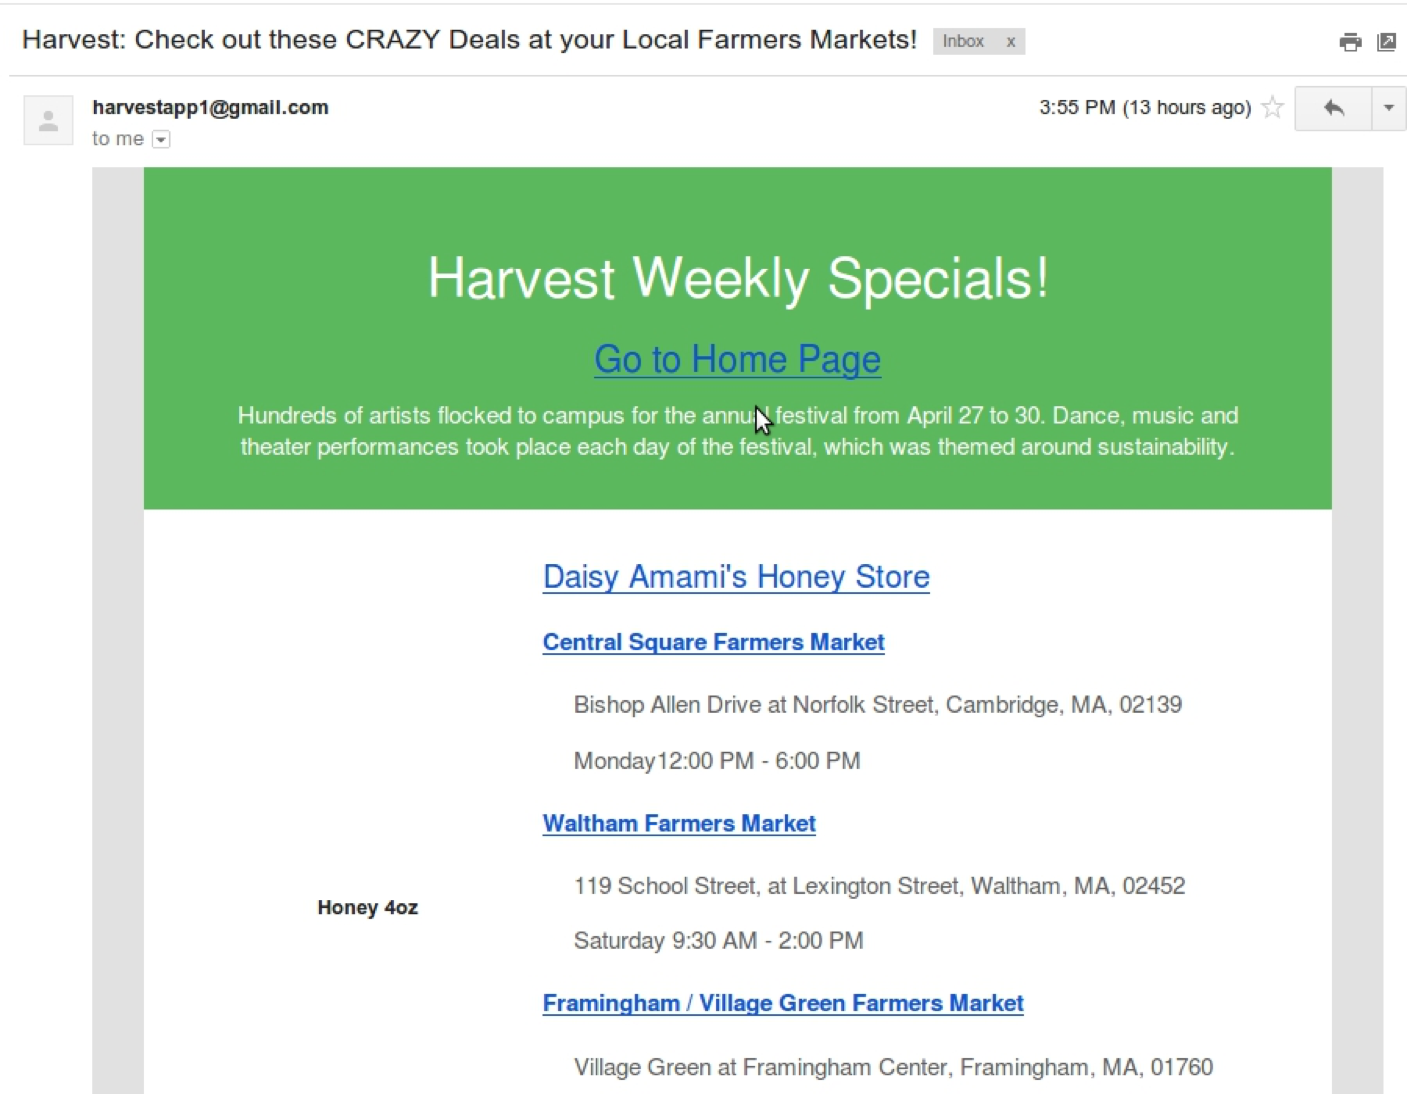 Harvest: Check out these CRAZY Deals at your Local Farmers Markets! Inbox x
harvestapp1@gmail.com 3:55 PM (13 hours ago)
to me
Harvest Weekly Specials!
Go to Home Page
Hundreds of artists flocked to campus for the annual festival from April 27 to 30. Dance, music and
theater performances took place each day of the festival, which was themed around sustainability.
Daisy Amami's Honey Store
Central Square Farmers Market
Bishop Allen Drive at Norfolk Street, Cambridge, MA, 02139
Monday12:00 PM - 6:00 PM
Waltham Farmers Market
119 School Street, at Lexington Street, Waltham, MA, 02452
Honey 4oz
Saturday 9:30 AM - 2:00 PM
Framingham / Village Green Farmers Market
Village Green at Framingham Center, Framingham, MA, 01760